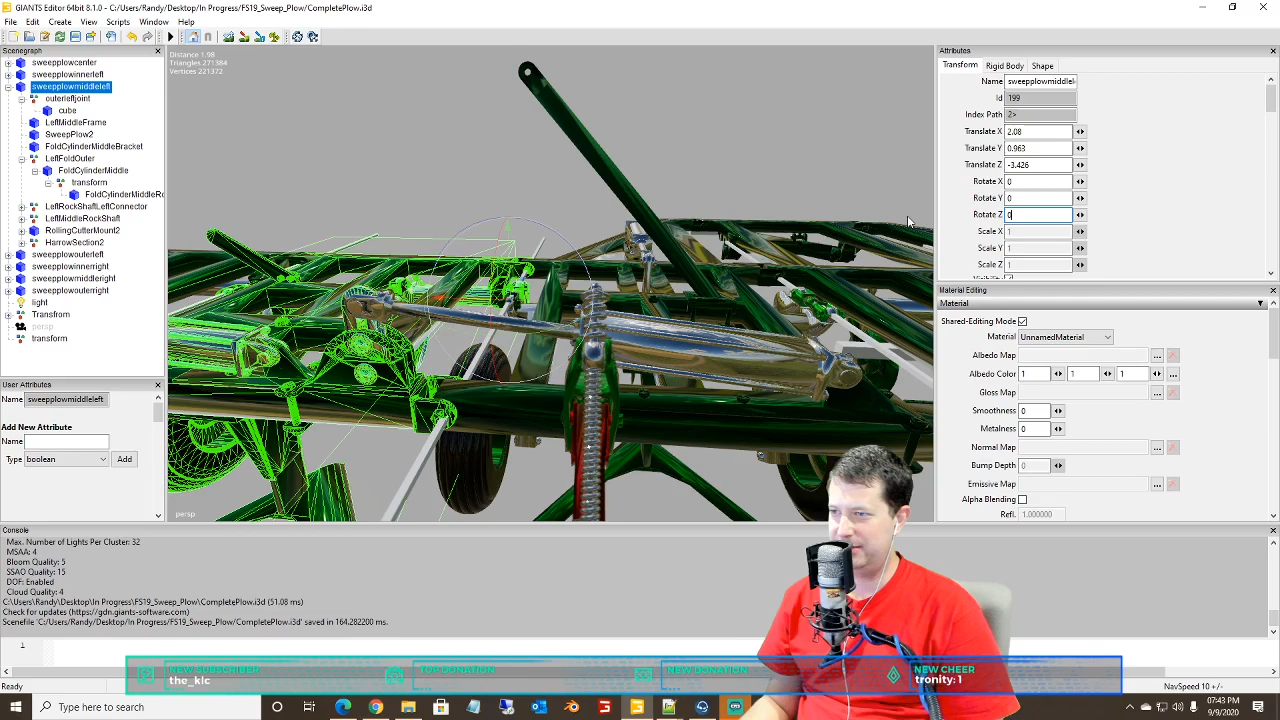 GIANTS Editor 64bit 8.1.0 - C:/Users/Randy/Desktop/In Progress/FS19_Sweep_Plow/CompletePlow.i3d
File Edit Create View Scripts Window Help
Scenegraph
sweepplowcenter
sweepplowinnerleft
sweepplowmiddleleft
outerleftjoint
cube
LeftMiddleFrame
SweePlow2
FoldCylinderMiddleBracket
LeftFoldOuter
FoldCylinderMiddle
transform
FoldCylinderMiddleRo
LeftRockShaftLeftConnector
LeftMiddleRockShaft
RollingCutterMount2
HarrowSection2
sweepplowouterleft
sweepplowinnerright
sweepplowmiddleright
sweepplowouterright
light
Transfrom
persp
transform
User Attributes
Name sweepplowmiddleleft
Add New Attribute
Name
Type boolean Add
Distance 1.98
Triangles 271384
Vertices 221372
persp
Attributes
Transform Rigid Body Shape
Name sweepplowmiddlel
Id 199
Index Path 2>
Translate X 2.08
Translate Y 0.963
Translate Z -3.426
Rotate X 0
Rotate Y 0
Rotate Z 0
Scale X 1
Scale Y 1
Scale Z 1
Material Editing
Material
Shared-Editing Mode
Material UnnamedMaterial
Albedo Map ...
Albedo Color 1 1 1 ...
Gloss Map ...
Smoothness 0
Metalness 0
Normal Map ...
Bump Depth 0
Emissive Map ...
Alpha Blending
Refl. 1.000000
Console
Max. Number of Lights Per Cluster: 32
MSAA: 4
Bloom Quality: 5
SSAO Quality: 15
DOF: Enabled
Cloud Quality: 4
C:\Users\Randy\Desktop\In Progress\FS19_Sweep_Plow\CompletePlow.i3d (51.08 ms)
Check for updates (https://gdn.giants-software.com)
Scenefile 'C:/Users/Randy/Desktop/In Progress/FS19_Sweep_Plow/CompletePlow.i3d' saved in 164.282200 ms.
1
NEW SUBSCRIBER
the_klc
TOP DONATION
NEW DONATION
NEW CHEER
tronity: 1
Ready
NavSpeed 10 +/-
Type here to search
07:43 PM
9/9/2020